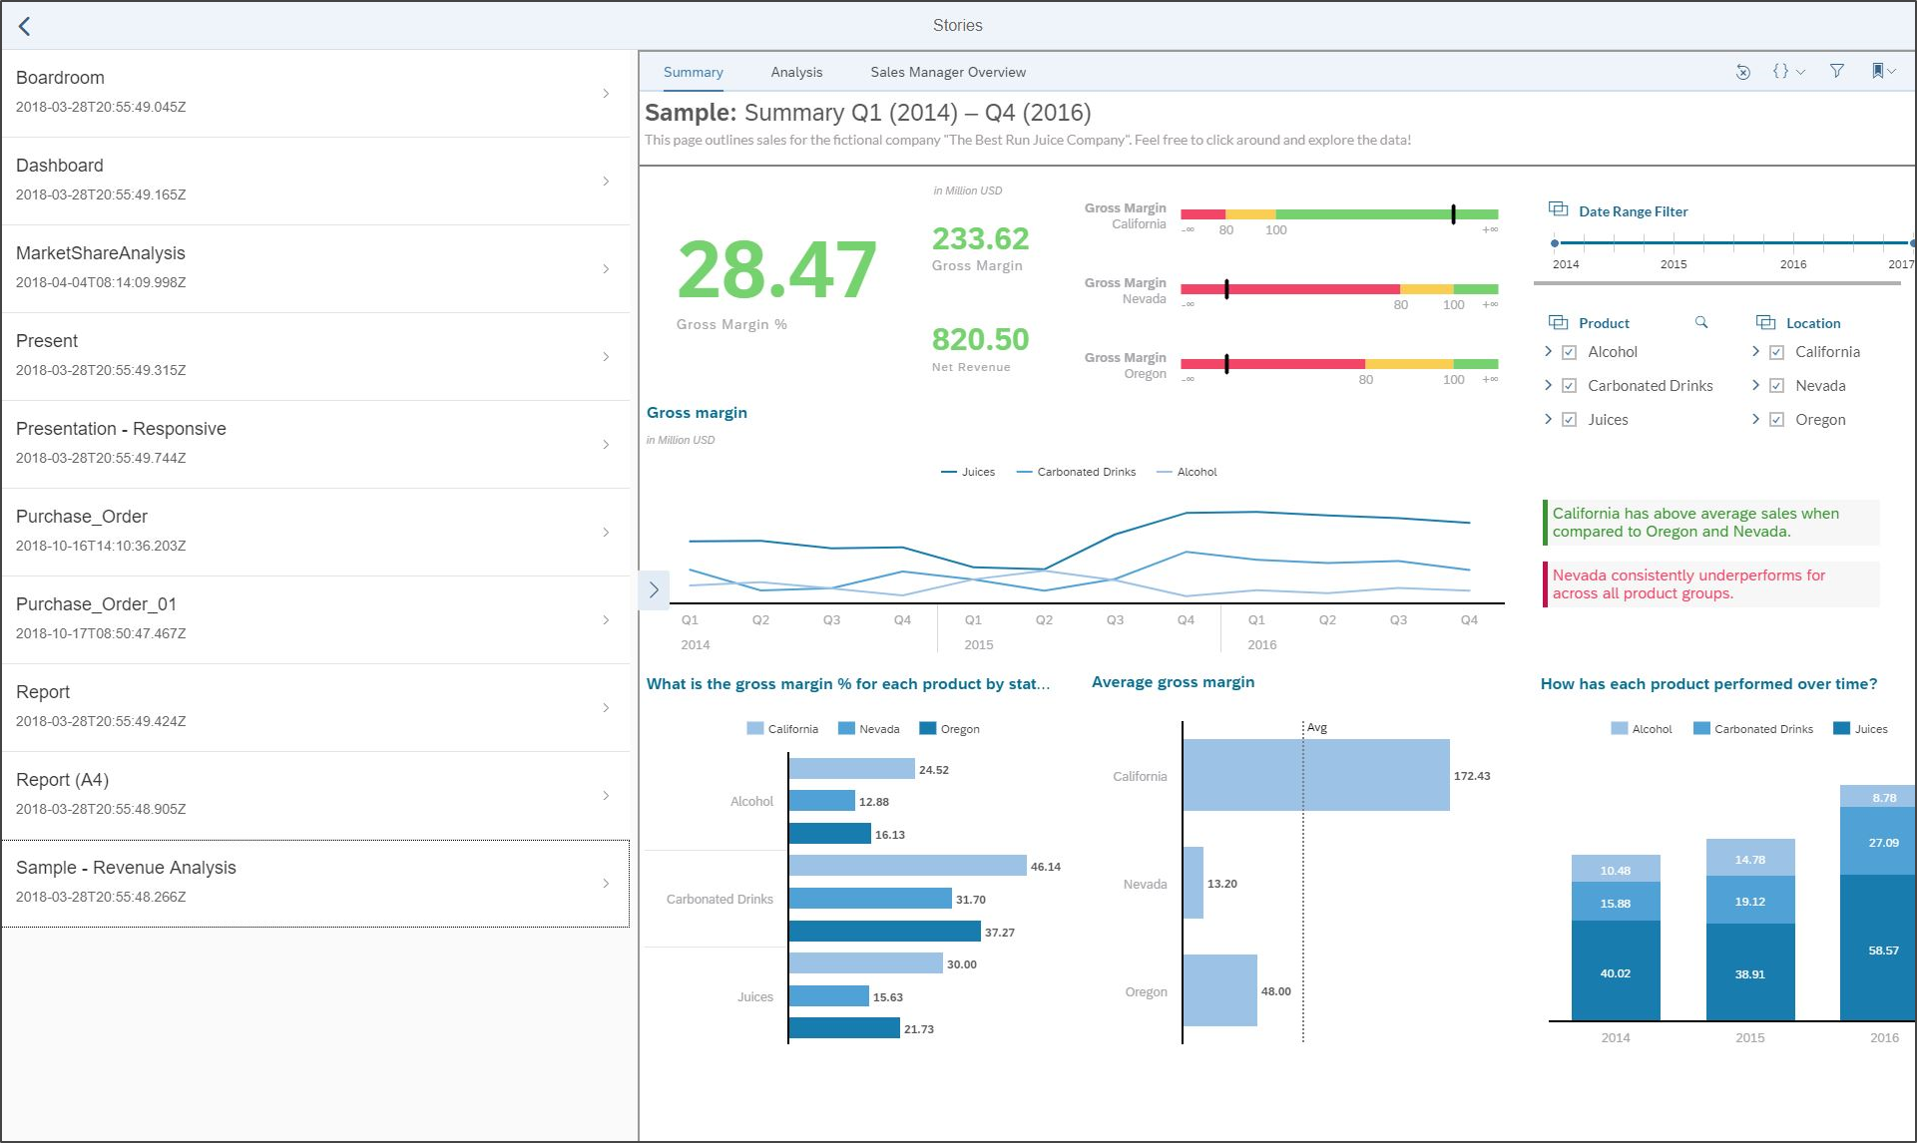 Stories
Boardroom
2018-03-28T20:55:49.045Z
Dashboard
2018-03-28T20:55:49.165Z
MarketShareAnalysis
2018-04-04T08:14:09.998Z
Present
2018-03-28T20:55:49.315Z
Presentation - Responsive
2018-03-28T20:55:49.744Z
Purchase_Order
2018-10-16T14:10:36.203Z
Purchase_Order_01
2018-10-17T08:50:47.467Z
Report
2018-03-28T20:55:49.424Z
Report (A4)
2018-03-28T20:55:48.905Z
Sample - Revenue Analysis
2018-03-28T20:55:48.266Z
Summary Analysis Sales Manager Overview
Sample: Summary Q1 (2014) – Q4 (2016)
This page outlines sales for the fictional company "The Best Run Juice Company". Feel free to click around and explore the data!
28.47
Gross Margin %
in Million USD
233.62
Gross Margin
820.50
Net Revenue
Gross Margin
California
-∞ 80 100 +∞
Gross Margin
Nevada
-∞ 80 100 +∞
Gross Margin
Oregon
-∞ 80 100 +∞
Date Range Filter
2014 2015 2016 2017
Product
Alcohol
Carbonated Drinks
Juices
Location
California
Nevada
Oregon
Gross margin
in Million USD
Juices Carbonated Drinks Alcohol
Q1 Q2 Q3 Q4 Q1 Q2 Q3 Q4 Q1 Q2 Q3 Q4
2014 2015 2016
California has above average sales when
compared to Oregon and Nevada.
Nevada consistently underperforms for
across all product groups.
What is the gross margin % for each product by stat...
California Nevada Oregon
Alcohol
24.52
12.88
16.13
Carbonated Drinks
46.14
31.70
37.27
Juices
30.00
15.63
21.73
Average gross margin
Avg
California 172.43
Nevada 13.20
Oregon 48.00
How has each product performed over time?
Alcohol Carbonated Drinks Juices
10.48
15.88
40.02
14.78
19.12
38.91
8.78
27.09
58.57
2014 2015 2016